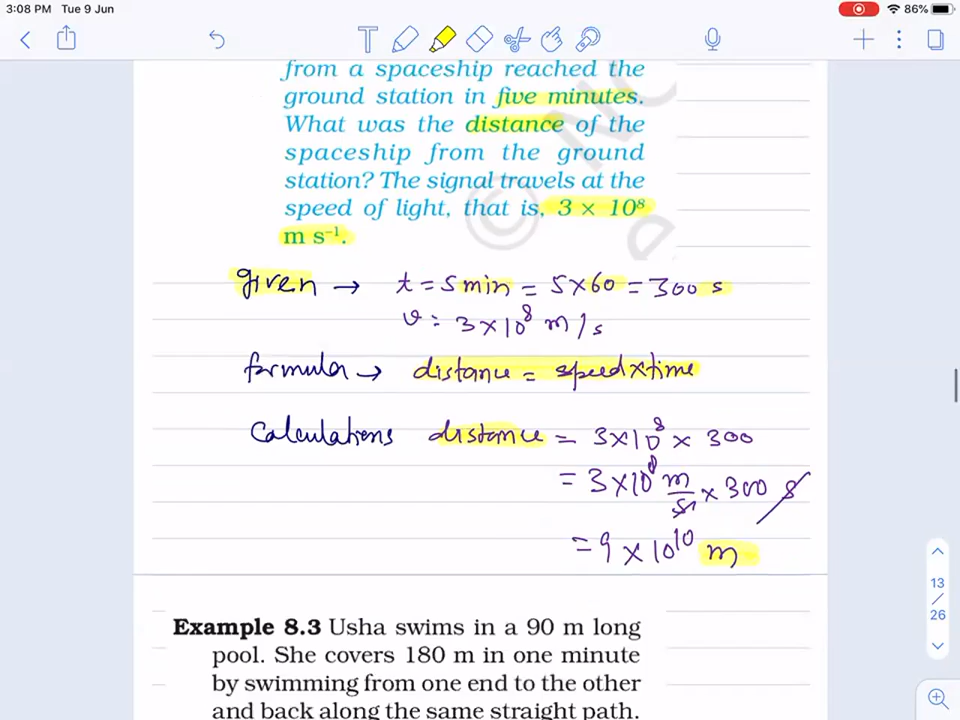 3:08 PM Tue 9 Jun 86%
from a spaceship reached the
ground station in five minutes.
What was the distance of the
spaceship from the ground
station? The signal travels at the
speed of light, that is, 3 × 10⁸
m s⁻¹.
given → t = 5 min = 5×60 = 300 s
v = 3×10⁸ m/s
formula → distance = speed×time
Calculations distance = 3×10⁸ × 300
= 3×10⁸ m/s × 300 s
= 9 × 10¹⁰ m
Example 8.3 Usha swims in a 90 m long
pool. She covers 180 m in one minute
by swimming from one end to the other
and back along the same straight path.
13
/
26